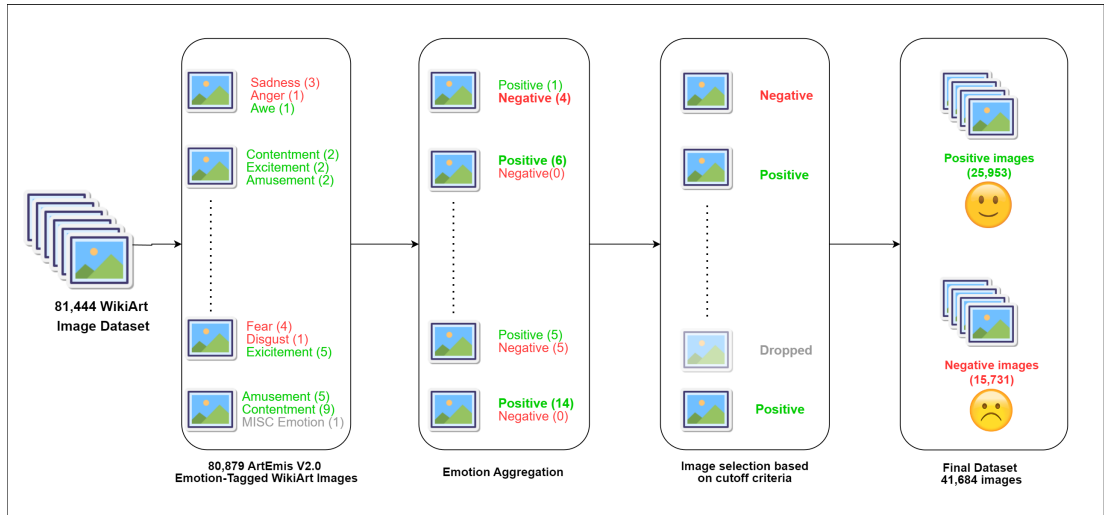 81,444 WikiArt
Image Dataset
Sadness (3)
Anger (1)
Awe (1)
Contentment (2)
Excitement (2)
Amusement (2)
Fear (4)
Disgust (1)
Exicitement (5)
Amusement (5)
Contentment (9)
MISC Emotion (1)
80,879 ArtEmis V2.0
Emotion-Tagged WikiArt Images
Positive (1)
Negative (4)
Positive (6)
Negative(0)
Positive (5)
Negative (5)
Positive (14)
Negative (0)
Emotion Aggregation
Negative
Positive
Dropped
Positive
Image selection based
on cutoff criteria
Positive images
(25,953)
Negative images
(15,731)
Final Dataset
41,684 images